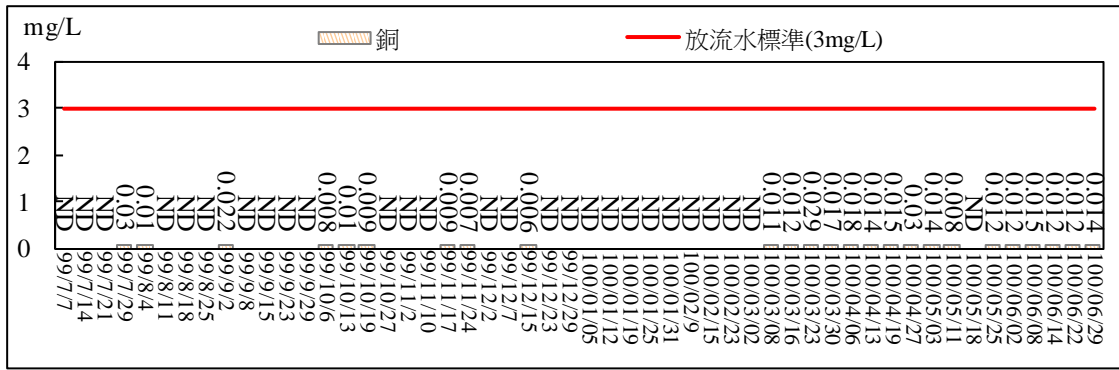 mg/L
銅
放流水標準(3mg/L)
4
3
2
1
0
ND
ND
ND
0.03
0.01
ND
ND
ND
0.022
ND
ND
ND
ND
0.008
0.01
0.009
ND
ND
ND
0.009
0.007
ND
ND
0.006
ND
ND
ND
ND
ND
ND
ND
ND
ND
ND
ND
0.011
0.012
0.029
0.017
0.018
0.014
0.015
0.03
0.014
0.008
ND
0.012
0.012
0.015
0.012
0.012
0.014
99/7/7
99/7/14
99/7/21
99/7/29
99/8/4
99/8/11
99/8/18
99/8/25
99/9/2
99/9/8
99/9/15
99/9/23
99/9/29
99/10/6
99/10/13
99/10/19
99/10/27
99/11/2
99/11/10
99/11/17
99/11/24
99/12/2
99/12/7
99/12/15
99/12/23
99/12/29
100/01/05
100/01/12
100/01/19
100/01/25
100/01/31
100/02/9
100/02/15
100/02/23
100/03/02
100/03/08
100/03/16
100/03/23
100/03/30
100/04/06
100/04/13
100/04/19
100/04/27
100/05/03
100/05/11
100/05/18
100/05/25
100/06/02
100/06/08
100/06/14
100/06/22
100/06/29